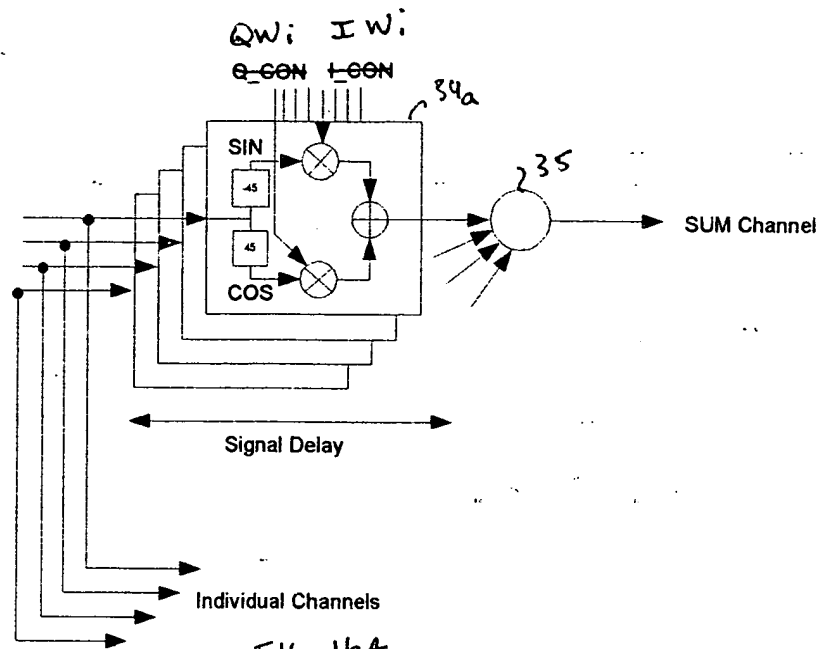 QWi IWi
Q_CON I_CON
34a
SIN
-45
35
SUM Channel
45
COS
Signal Delay
Individual Channels